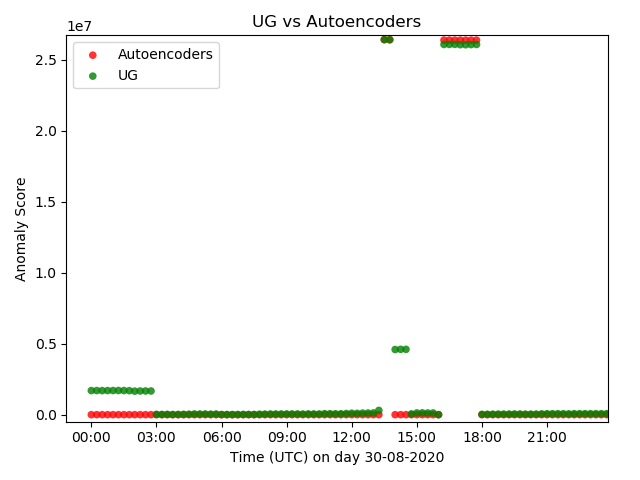 UG vs Autoencoders
1e7
Autoencoders
UG
2.5
2.0
1.5
1.0
0.5
0.0
Anomaly Score
00:00 03:00 06:00 09:00 12:00 15:00 18:00 21:00
Time (UTC) on day 30-08-2020